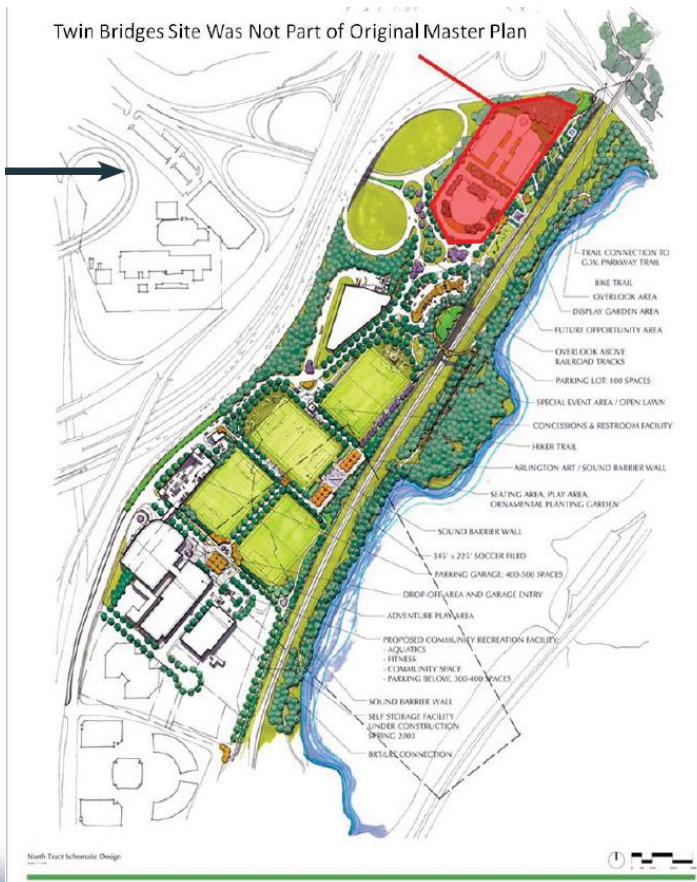 Twin Bridges Site Was Not Part of Original Master Plan
TRAIL CONNECTION TO
G.W. PARKWAY TRAIL
BIKE TRAIL
OVERLOOK AREA
DISPLAY GARDEN AREA
FUTURE OPPORTUNITY AREA
OVERLOOK ABOVE
RAILROAD TRACKS
PARKING LOT: 100 SPACES
SPECIAL EVENT AREA / OPEN LAWN
CONCISSIONS & RESTROOM FACILITY
HIKER TRAIL
ARLINGTON ART / SOUND BARRIER WALL
SEATING AREA, PLAY AREA,
ORNAMENTAL PLANTING GARDEN
SOUND BARRIER WALL
345' x 225' SOCCER FILED
PARKING GARAGE: 400-500 SPACES
DROP-OFF AREA AND GARAGE ENTRY
ADVENTURE PLAY AREA
PROPOSED COMMUNITY RECREATION FACILITY:
- AQUATICS
- FITNESS
- COMMUNITY SPACE
- PARKING BELOW, 300-400 SPACES
SOUND BARRIER WALL
SELF STORAGE FACILITY
UNDER CONSTRUCTION
SPRING 2003
BRT/LRT CONNECTION
North Tract Schematic Design